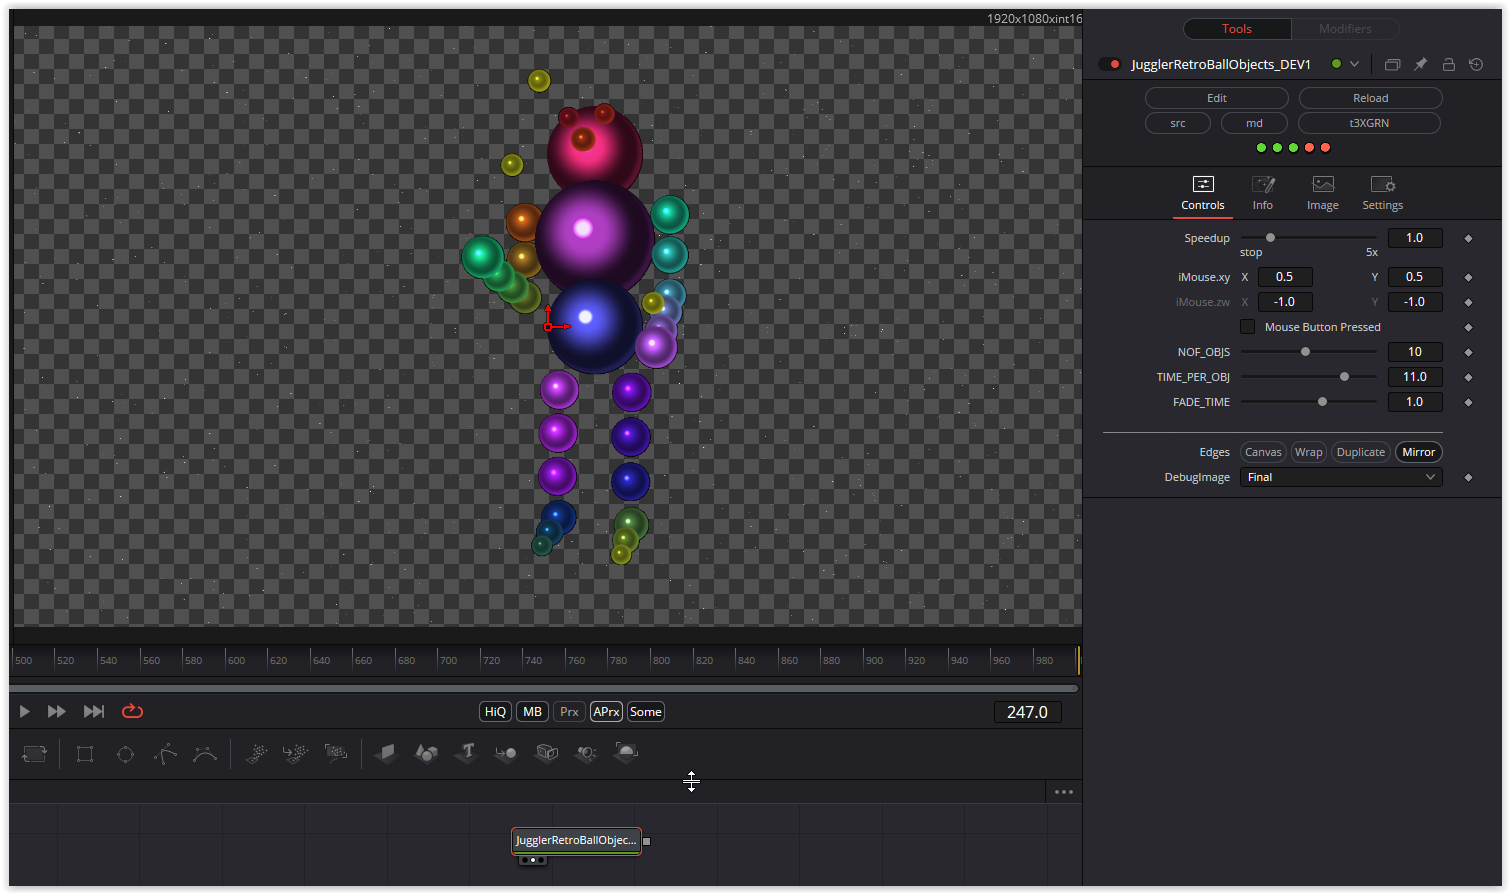 1920x1080xint16
500 520 540 560 580 600 620 640 660 680 700 720 740 760 780 800 820 840 860 880 900 920 940 960 980
HiQ MB Prx APrx Some 247.0
JugglerRetroBallObjec...
Tools Modifiers
JugglerRetroBallObjects_DEV1
Edit Reload
src md t3XGRN
Controls Info Image Settings
Speedup 1.0
stop 5x
iMouse.xy X 0.5 Y 0.5
iMouse.zw X -1.0 Y -1.0
Mouse Button Pressed
NOF_OBJS 10
TIME_PER_OBJ 11.0
FADE_TIME 1.0
Edges Canvas Wrap Duplicate Mirror
DebugImage Final